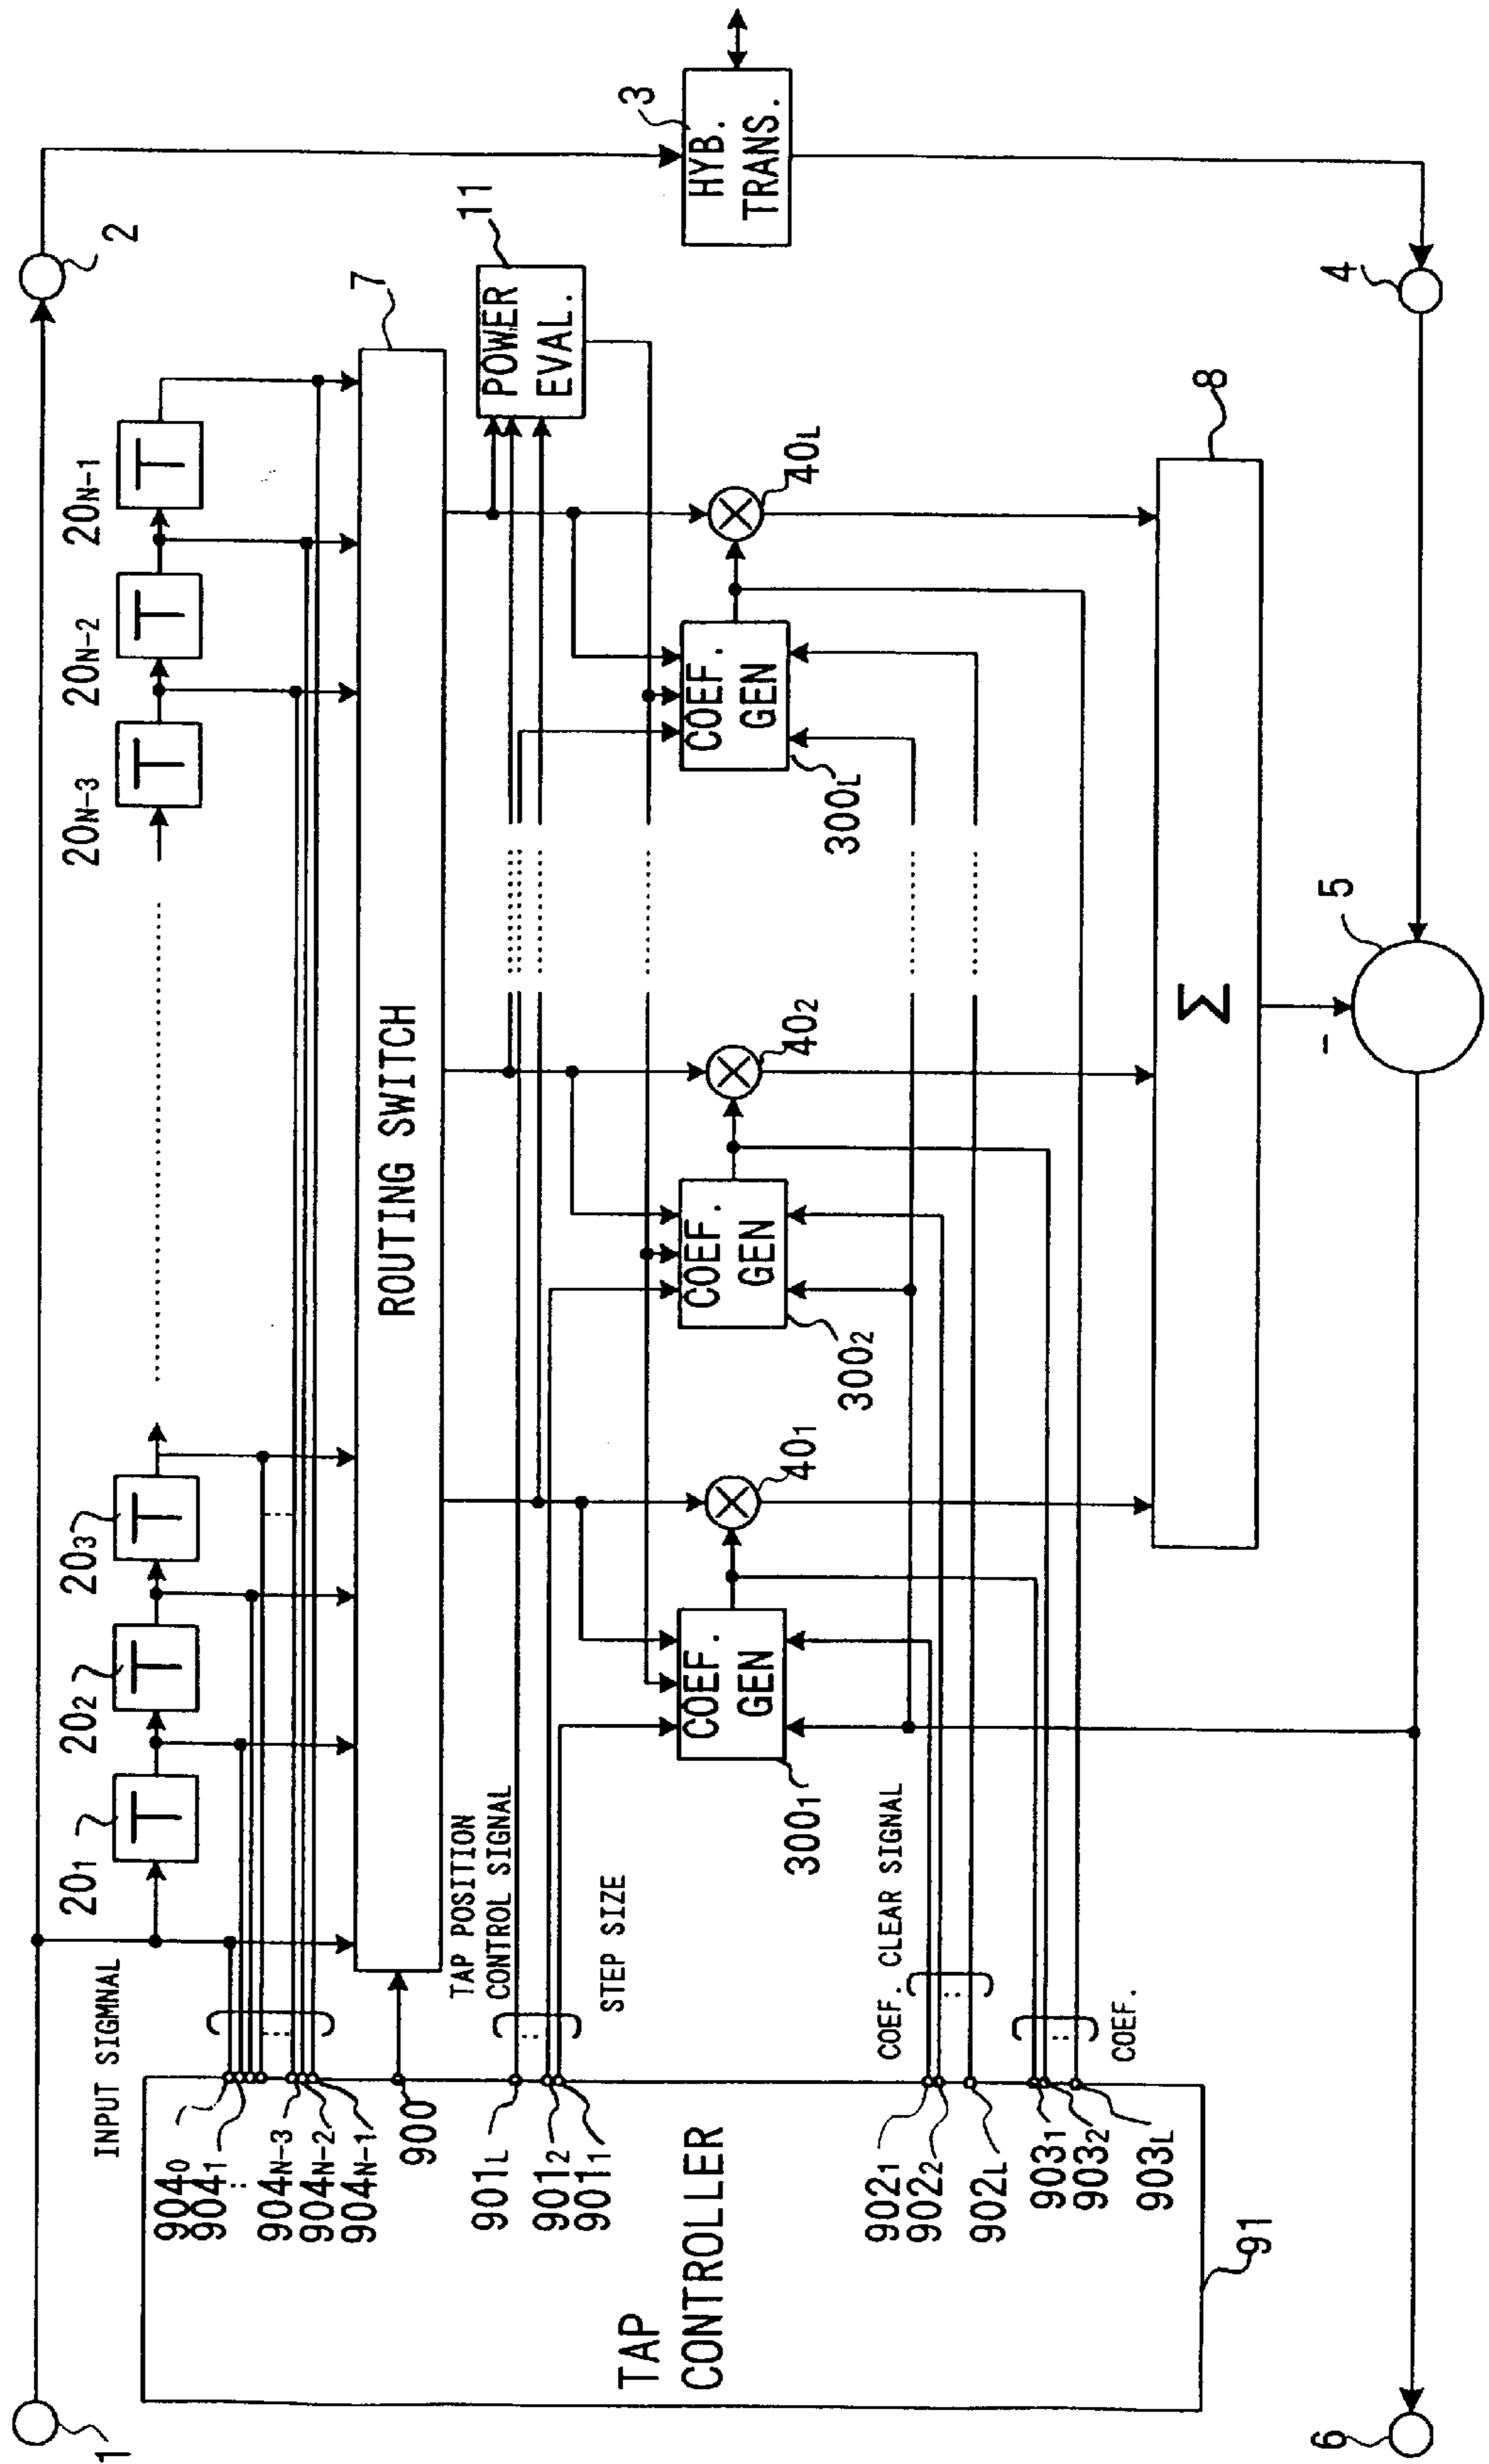 1
2
20₁
20₂
20₃
20N-3
20N-2
20N-1
T
T
T
T
T
T
INPUT SIGMNAL
ROUTING SWITCH
7
904₀
904₁
904N-3
904N-2
904N-1
900
TAP POSITION
CONTROL SIGNAL
901L
901₂
901₁
STEP SIZE
POWER
EVAL.
11
HYB.
TRANS.
3
TAP
CONTROLLER
91
COEF.
GEN
300₁
40₁
COEF.
GEN
300₂
40₂
COEF.
GEN
300L
40L
COEF. CLEAR SIGNAL
902₁
902₂
902L
903₁
903₂
903L
COEF.
Σ
8
-
5
4
6